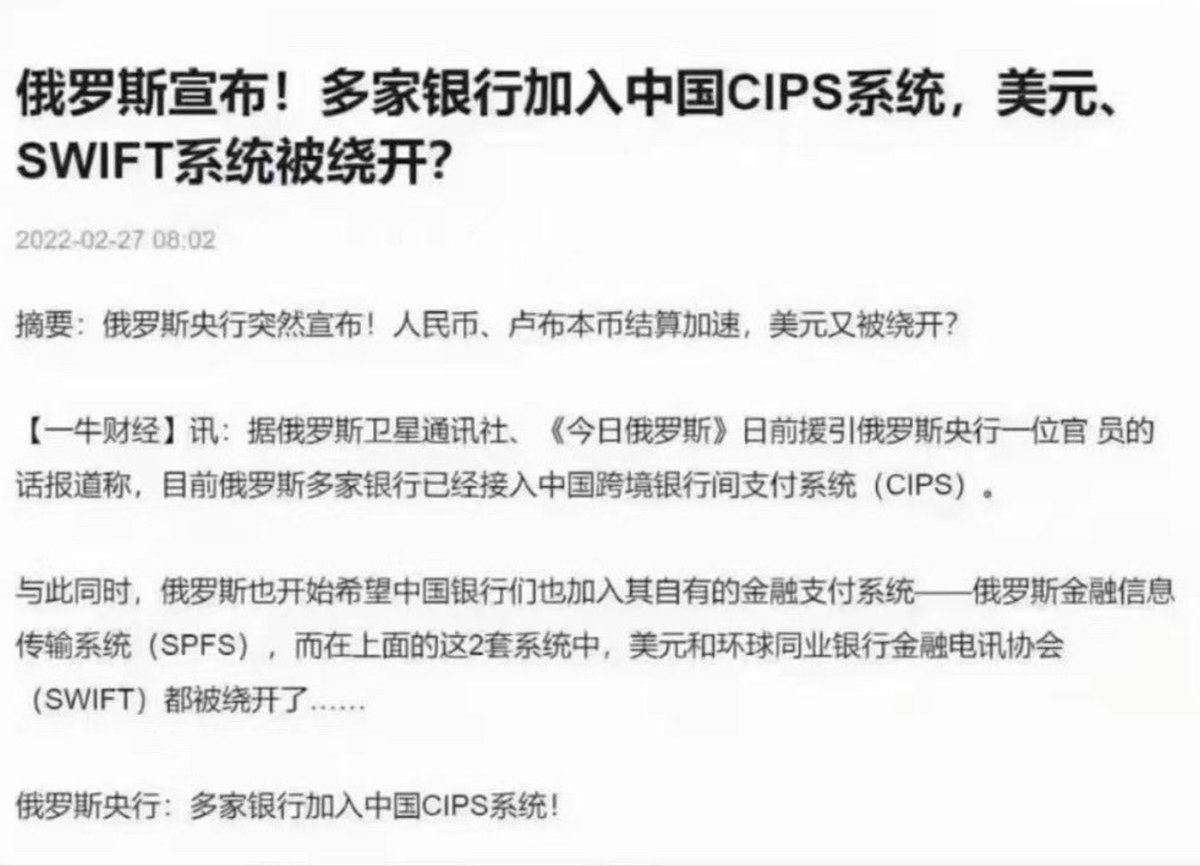 俄罗斯宣布！多家银行加入中国CIPS系统，美元、
SWIFT系统被绕开？
2022-02-27 08:02
摘要：俄罗斯央行突然宣布！人民币、卢布本币结算加速，美元又被绕开？
【一牛财经】讯：据俄罗斯卫星通讯社、《今日俄罗斯》日前援引俄罗斯央行一位官 员的
话报道称，目前俄罗斯多家银行已经接入中国跨境银行间支付系统（CIPS）。
与此同时，俄罗斯也开始希望中国银行们也加入其自有的金融支付系统——俄罗斯金融信息
传输系统（SPFS），而在上面的这2套系统中，美元和环球同业银行金融电讯协会
（SWIFT）都被绕开了……
俄罗斯央行：多家银行加入中国CIPS系统！